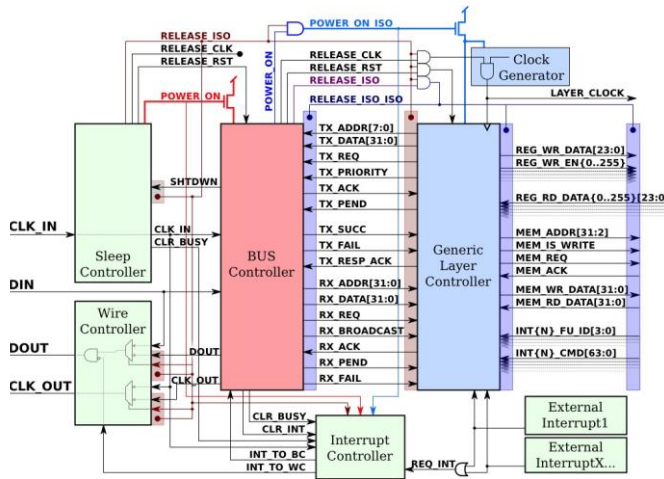 RELEASE_ISO
RELEASE_CLK
RELEASE_RST
POWER_ON
POWER_ON
POWER_ON_ISO
RELEASE_CLK
RELEASE_RST
RELEASE_ISO
RELEASE_ISO_ISO
Clock
Generator
LAYER_CLOCK
TX_ADDR[7:0]
TX_DATA[31:0]
TX_REQ
TX_PRIORITY
TX_ACK
TX_PEND
TX_SUCC
TX_FAIL
TX_RESP_ACK
RX_ADDR[31:0]
RX_DATA[31:0]
RX_REQ
RX_BROADCAST
RX_ACK
RX_PEND
RX_FAIL
REG_WR_DATA[23:0]
REG_WR_EN{0..255}
REG_RD_DATA{0..255}[23:0
MEM_ADDR[31:2]
MEM_IS_WRITE
MEM_REQ
MEM_ACK
MEM_WR_DATA[31:0]
MEM_RD_DATA[31:0]
INT{N}_FU_ID[3:0]
INT{N}_CMD[63:0]
SHTDWN
CLK_IN
CLK_IN
CLR_BUSY
Sleep
Controller
BUS
Controller
Generic
Layer
Controller
DIN
Wire
Controller
DOUT
DOUT
CLK_OUT
CLK_OUT
CLR_BUSY
CLR_INT
INT_TO_BC
INT_TO_WC
Interrupt
Controller
REQ_INT
External
Interrupt1
External
InterruptX...